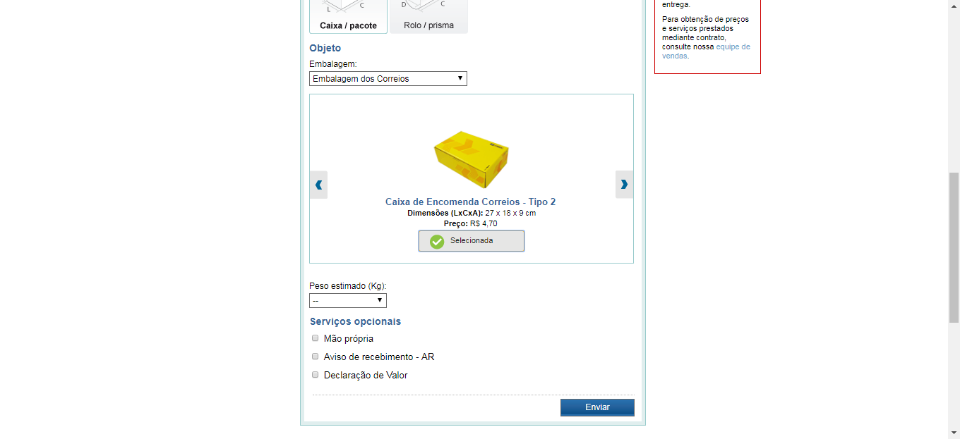 L
C
D
C
Caixa / pacote
Rolo / prisma
entrega.
Para obtenção de preços
e serviços prestados
mediante contrato,
consulte nossa equipe de
vendas.
Objeto
Embalagem:
Embalagem dos Correios
Caixa de Encomenda Correios - Tipo 2
Dimensões (LxCxA): 27 x 18 x 9 cm
Preço: R$ 4,70
Selecionada
Peso estimado (Kg):
--
Serviços opcionais
Mão própria
Aviso de recebimento - AR
Declaração de Valor
Enviar